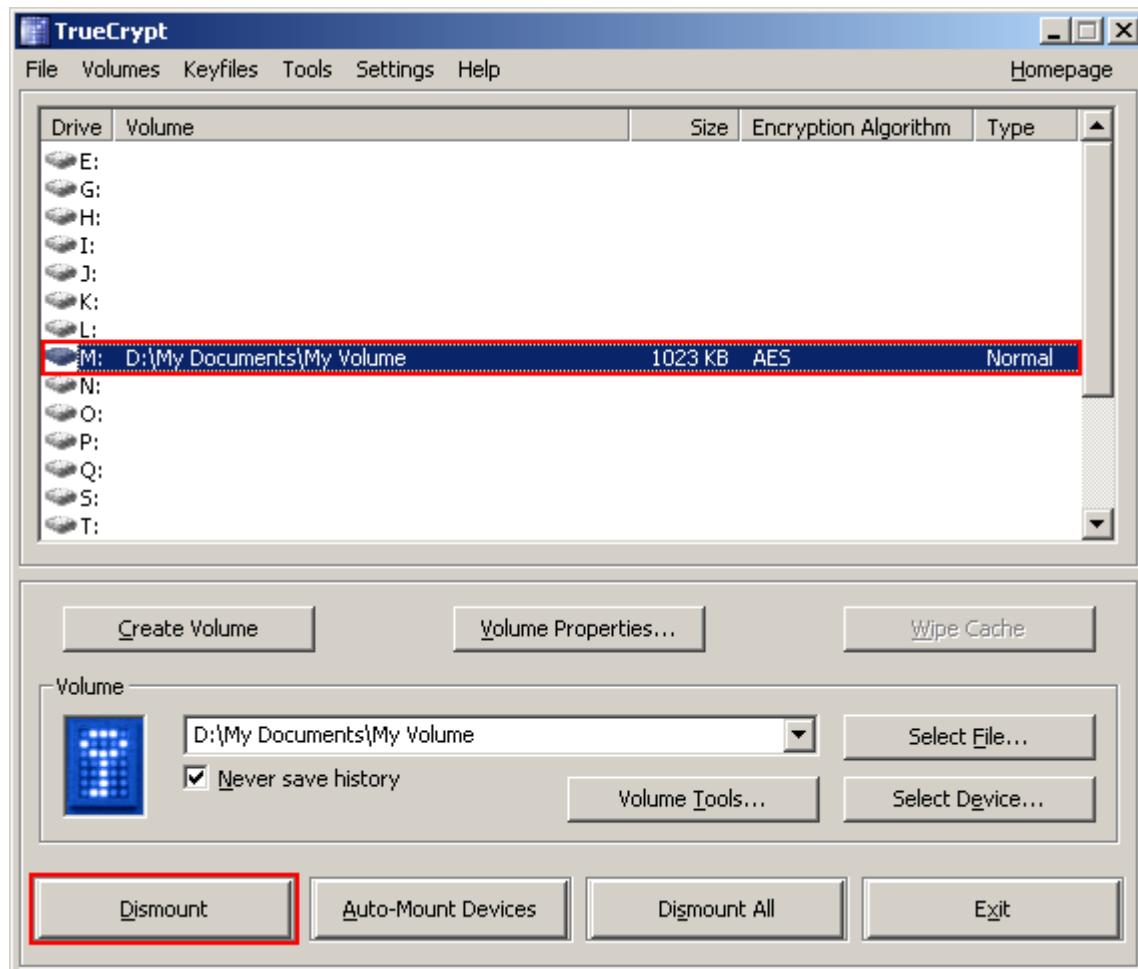 TrueCrypt
File Volumes Keyfiles Tools Settings Help Homepage
Drive Volume Size Encryption Algorithm Type
E:
G:
H:
I:
J:
K:
L:
M: D:\My Documents\My Volume 1023 KB AES Normal
N:
O:
P:
Q:
S:
T:
Create Volume Volume Properties... Wipe Cache
Volume
D:\My Documents\My Volume Select File...
Never save history
Volume Tools... Select Device...
Dismount Auto-Mount Devices Dismount All Exit